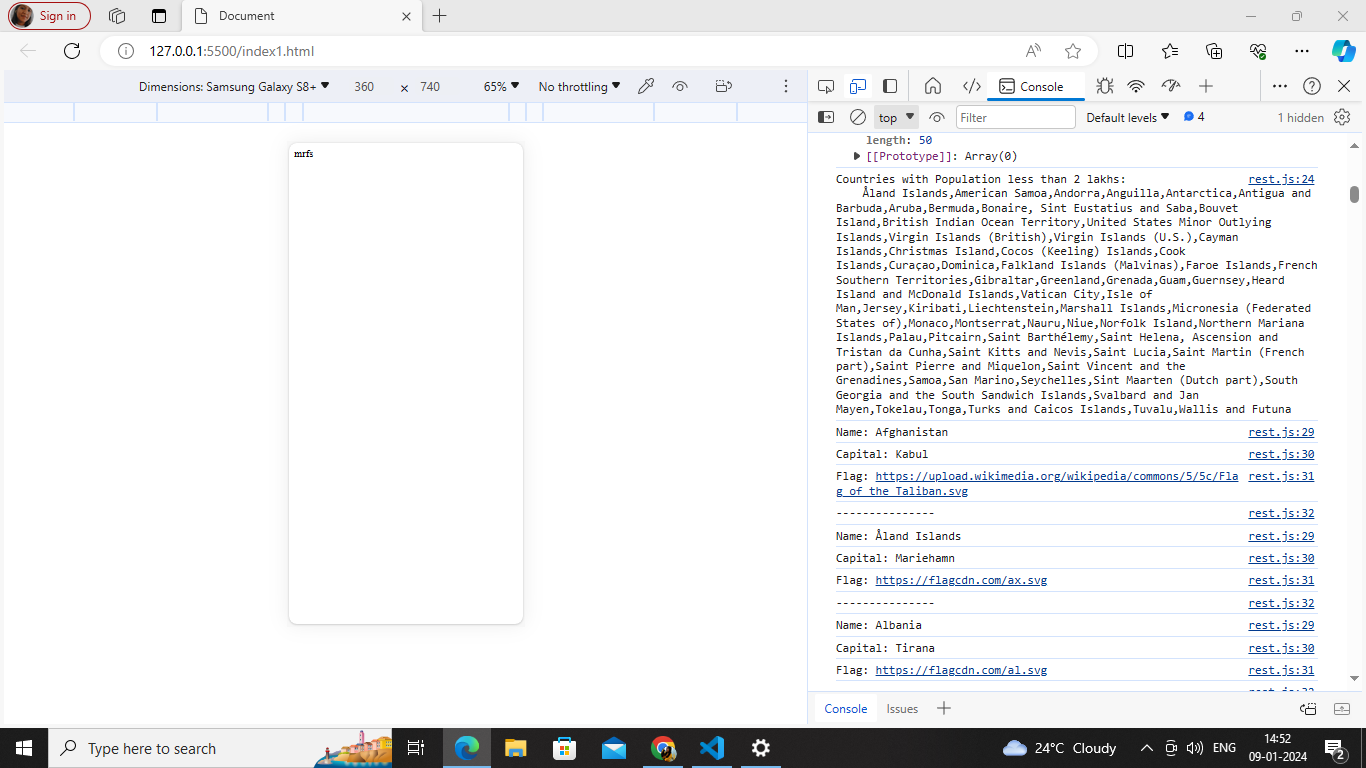 Sign in
Document
127.0.0.1:5500/index1.html
Dimensions: Samsung Galaxy S8+ 360 × 740 65% No throttling
Console
top Filter Default levels 4 1 hidden
mrfs
length: 50
[[Prototype]]: Array(0)
Countries with Population less than 2 lakhs: rest.js:24
Åland Islands,American Samoa,Andorra,Anguilla,Antarctica,Antigua and
Barbuda,Aruba,Bermuda,Bonaire, Sint Eustatius and Saba,Bouvet
Island,British Indian Ocean Territory,United States Minor Outlying
Islands,Virgin Islands (British),Virgin Islands (U.S.),Cayman
Islands,Christmas Island,Cocos (Keeling) Islands,Cook
Islands,Curaçao,Dominica,Falkland Islands (Malvinas),Faroe Islands,French
Southern Territories,Gibraltar,Greenland,Grenada,Guam,Guernsey,Heard
Island and McDonald Islands,Vatican City,Isle of
Man,Jersey,Kiribati,Liechtenstein,Marshall Islands,Micronesia (Federated
States of),Monaco,Montserrat,Nauru,Niue,Norfolk Island,Northern Mariana
Islands,Palau,Pitcairn,Saint Barthélemy,Saint Helena, Ascension and
Tristan da Cunha,Saint Kitts and Nevis,Saint Lucia,Saint Martin (French
part),Saint Pierre and Miquelon,Saint Vincent and the
Grenadines,Samoa,San Marino,Seychelles,Sint Maarten (Dutch part),South
Georgia and the South Sandwich Islands,Svalbard and Jan
Mayen,Tokelau,Tonga,Turks and Caicos Islands,Tuvalu,Wallis and Futuna
Name: Afghanistan rest.js:29
Capital: Kabul rest.js:30
Flag: https://upload.wikimedia.org/wikipedia/commons/5/5c/Fla rest.js:31
g_of_the_Taliban.svg
--------------- rest.js:32
Name: Åland Islands rest.js:29
Capital: Mariehamn rest.js:30
Flag: https://flagcdn.com/ax.svg rest.js:31
--------------- rest.js:32
Name: Albania rest.js:29
Capital: Tirana rest.js:30
Flag: https://flagcdn.com/al.svg rest.js:31
Console Issues
Type here to search
24°C Cloudy ENG
14:52
09-01-2024
2